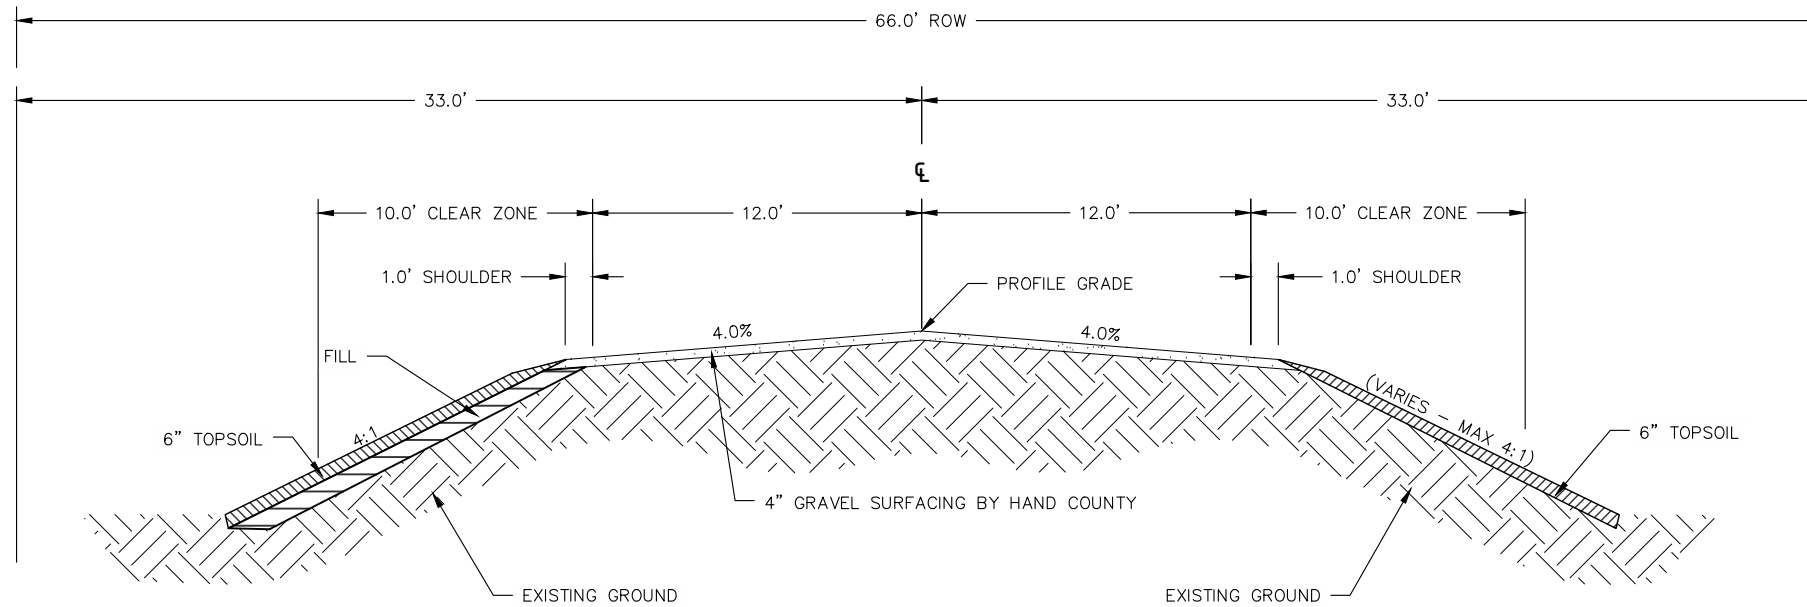 66.0' ROW
33.0'
33.0'
℄
10.0' CLEAR ZONE
12.0'
12.0'
10.0' CLEAR ZONE
1.0' SHOULDER
PROFILE GRADE
1.0' SHOULDER
4.0%
4.0%
FILL
(VARIES – MAX 4:1)
4:1
6" TOPSOIL
6" TOPSOIL
4" GRAVEL SURFACING BY HAND COUNTY
EXISTING GROUND
EXISTING GROUND